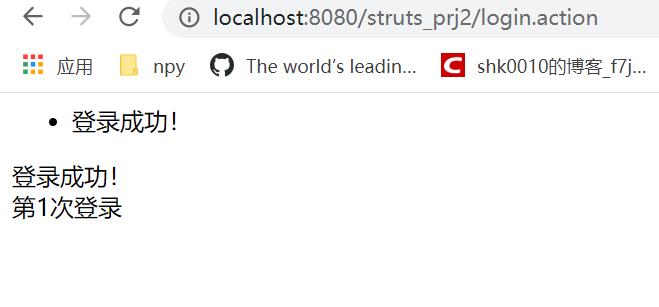 localhost:8080/struts_prj2/login.action
应用 npy The world's leadin... shk0010的博客_f7j...
• 登录成功!
登录成功!
第1次登录